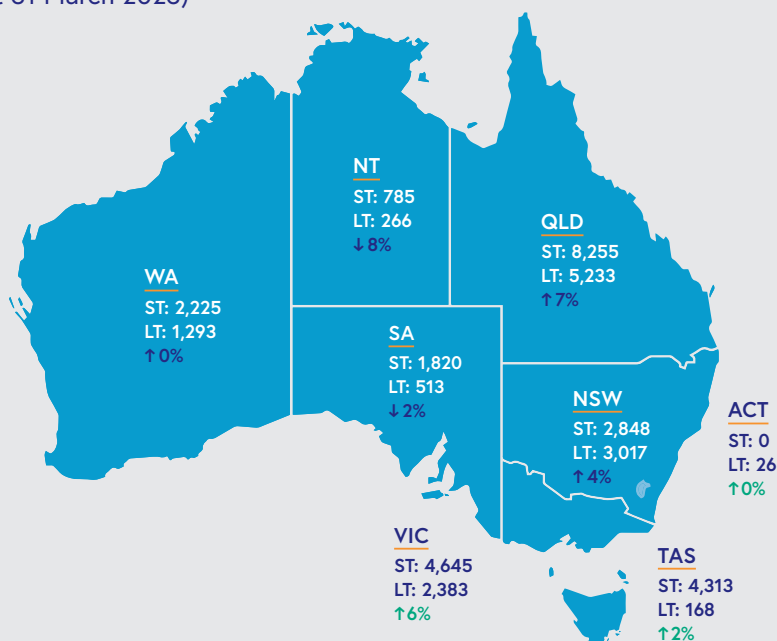 31 March 2023)
NT
ST: 785
LT: 266
↓8%
QLD
ST: 8,255
LT: 5,233
↑7%
WA
ST: 2,225
LT: 1,293
↑0%
SA
ST: 1,820
LT: 513
↓2%
NSW
ST: 2,848
LT: 3,017
↑4%
ACT
ST: 0
LT: 26
↑0%
VIC
ST: 4,645
LT: 2,383
↑6%
TAS
ST: 4,313
LT: 168
↑2%